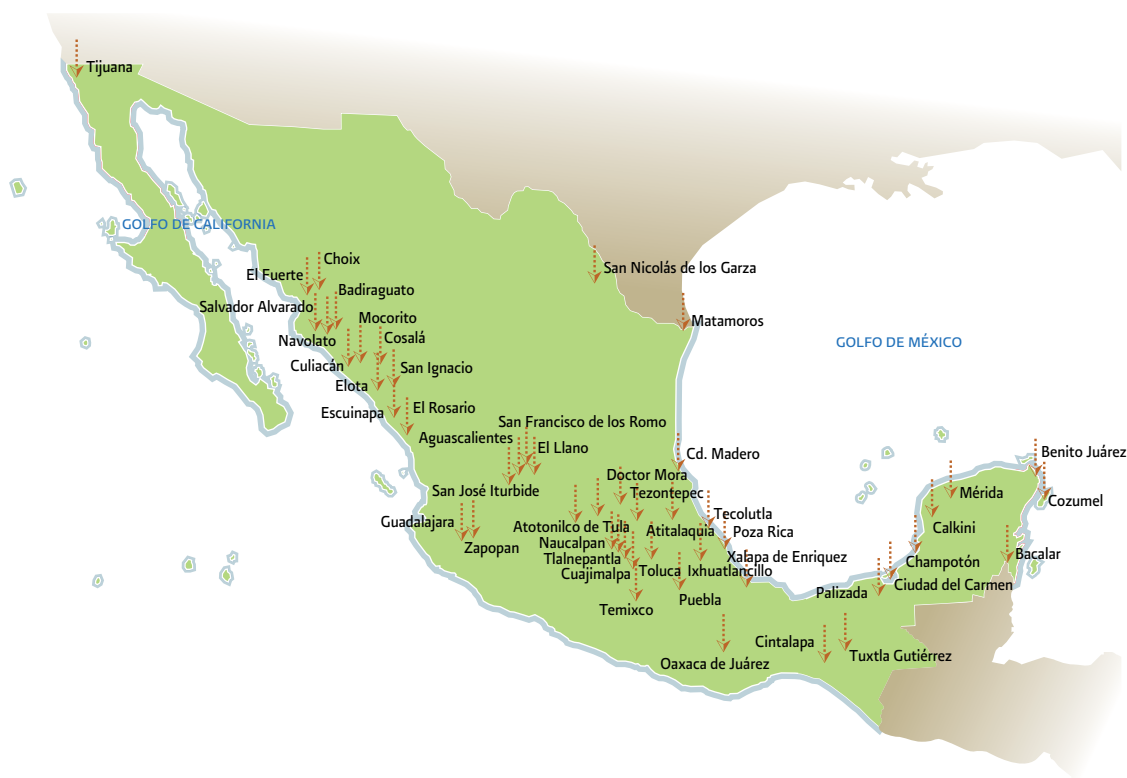 Tijuana
GOLFO DE CALIFORNIA
Choix
El Fuerte
San Nicolás de los Garza
Badiraguato
Salvador Alvarado
Mocorito
Matamoros
Navolato
Cosalá
GOLFO DE MÉXICO
Culiacán
San Ignacio
Elota
Escuinapa
El Rosario
San Francisco de los Romo
Aguascalientes
El Llano
Cd. Madero
Benito Juárez
Doctor Mora
San José Iturbide
Tezontepec
Mérida
Cozumel
Guadalajara
Tecolutla
Atotonilco de Tula
Atitalaquia
Poza Rica
Calkini
Zapopan
Naucalpan
Tlalnepantla
Xalapa de Enriquez
Champotón
Bacalar
Cuajimalpa
Toluca
Ixhuatlancillo
Ciudad del Carmen
Palizada
Puebla
Temixco
Cintalapa
Tuxtla Gutiérrez
Oaxaca de Juárez